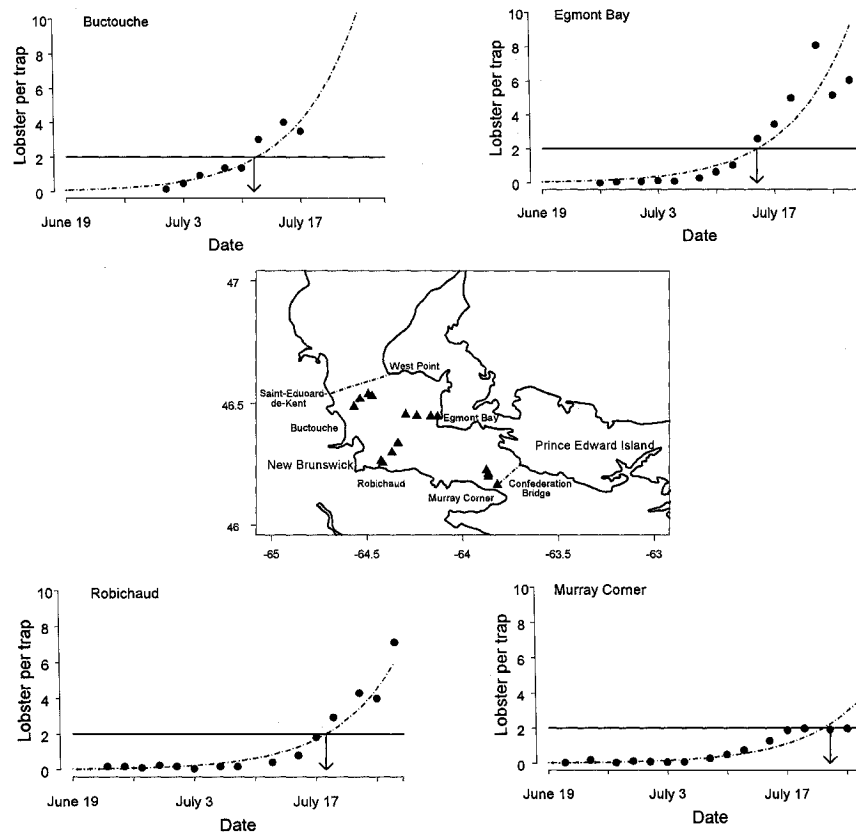 Buctouche
Lobster per trap
10
8
6
4
2
0
June 19
July 3
July 17
Date
Egmont Bay
Lobster per trap
10
8
6
4
2
0
June 19
July 3
July 17
Date
47
46.5
46
West Point
Saint-Edouard-
de-Kent
Buctouche
Egmont Bay
New Brunswick
Prince Edward Island
Robichaud
Murray Corner
Confederation
Bridge
-65
-64.5
-64
-63.5
-63
Robichaud
Lobster per trap
10
8
6
4
2
0
June 19
July 3
July 17
Date
Murray Corner
Lobster per trap
10
8
6
4
2
0
June 19
July 3
July 17
Date